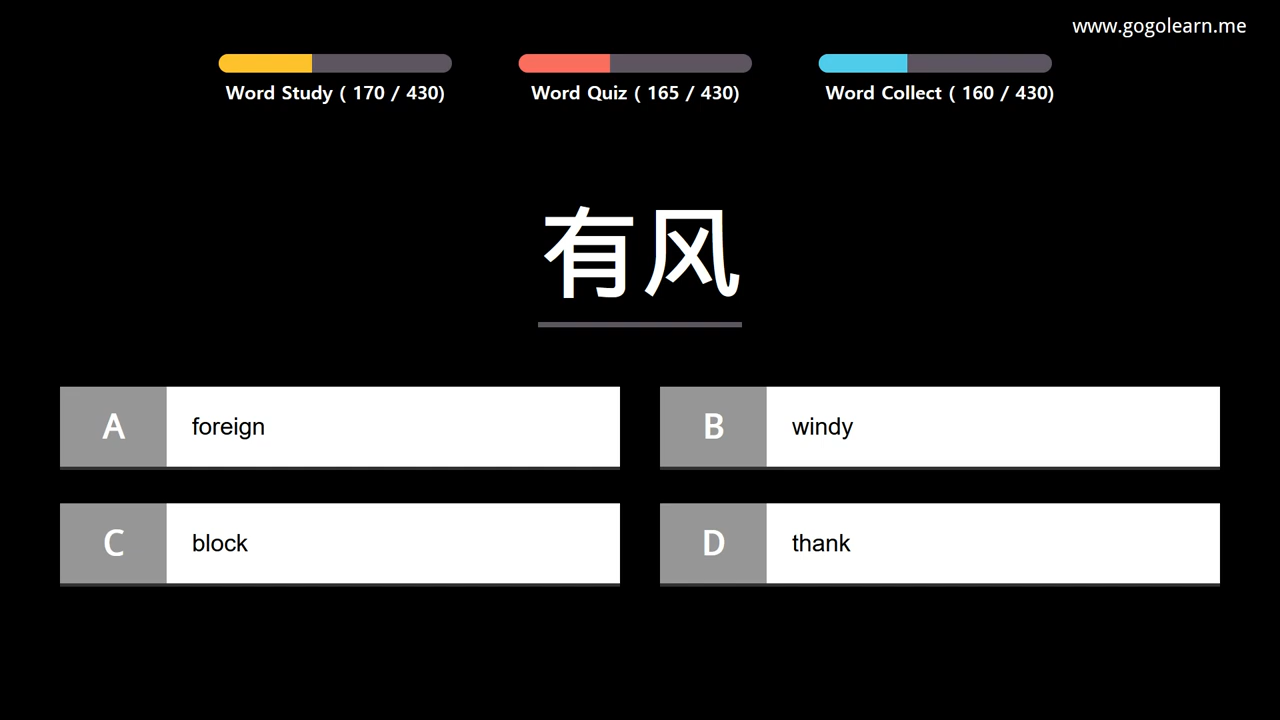 www.gogolearn.me
Word Study ( 170 / 430)
Word Quiz ( 165 / 430)
Word Collect ( 160 / 430)
有风
A foreign
B windy
C block
D thank